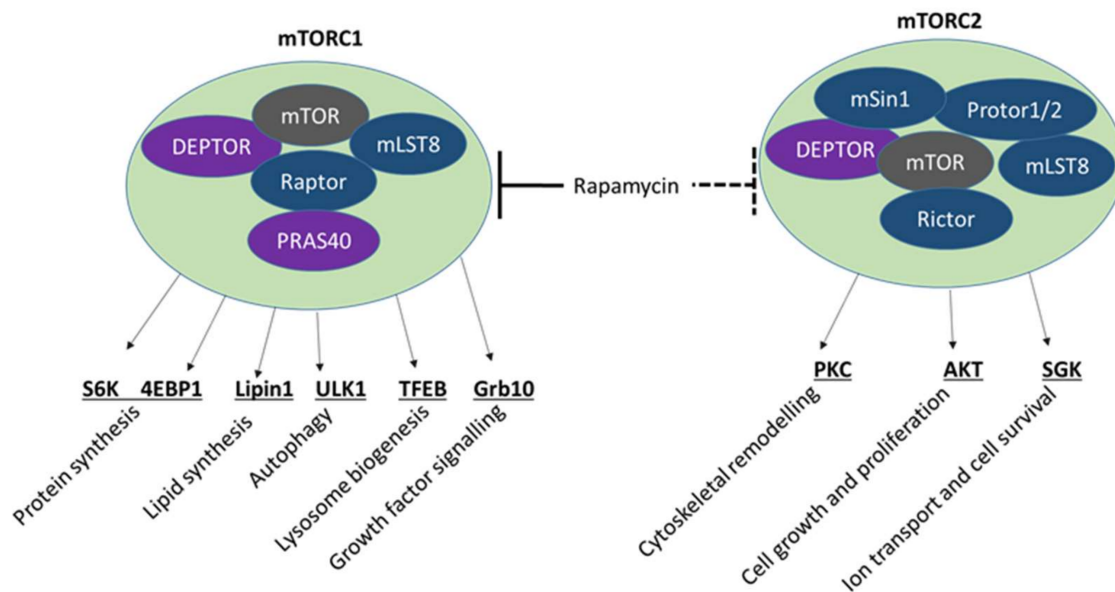 mTORC1
mTORC2
mTOR
DEPTOR
mLST8
Raptor
PRAS40
Rapamycin
mSin1
Protor1/2
DEPTOR
mTOR
mLST8
Rictor
S6K 4EBP1 Lipin1 ULK1 TFEB Grb10
Protein synthesis
Lipid synthesis
Autophagy
Lysosome biogenesis
Growth factor signalling
PKC AKT SGK
Cytoskeletal remodelling
Cell growth and proliferation
Ion transport and cell survival